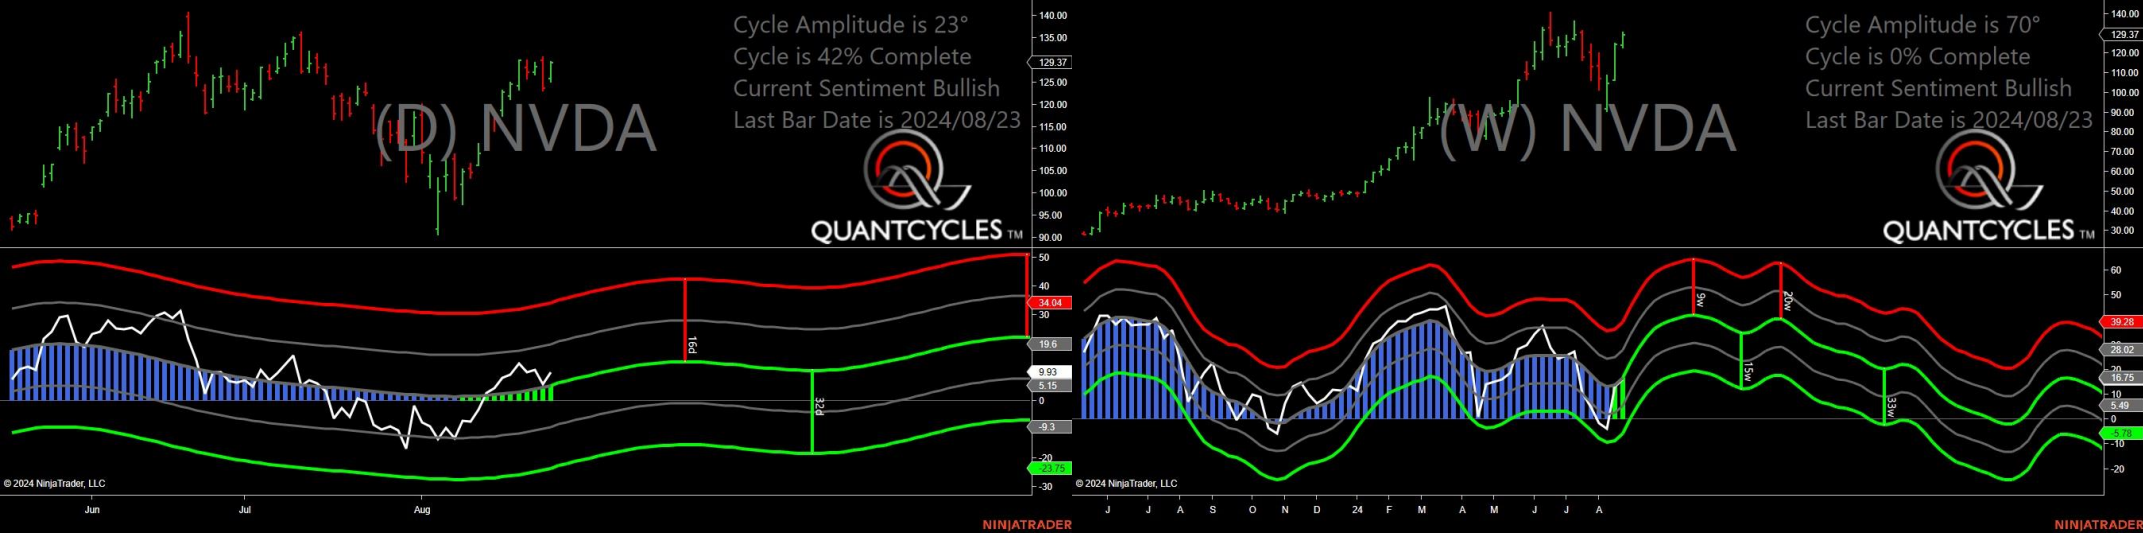 Cycle Amplitude is 23°
Cycle is 42% Complete
Current Sentiment Bullish
Last Bar Date is 2024/08/23
(D) NVDA
QUANTCYCLES TM
140.00
135.00
129.37
125.00
120.00
115.00
110.00
105.00
100.00
95.00
90.00
50
40
34.04
30
19.6
9.93
5.15
0
-9.3
-20
-23.75
-30
16d
32d
© 2024 NinjaTrader, LLC
Jun
Jul
Aug
NINJATRADER
Cycle Amplitude is 70°
Cycle is 0% Complete
Current Sentiment Bullish
Last Bar Date is 2024/08/23
(W) NVDA
QUANTCYCLES TM
140.00
129.37
120.00
110.00
100.00
90.00
80.00
70.00
60.00
50.00
40.00
30.00
60
50
39.28
28.02
20
16.75
10
5.49
0
-5.78
-10
-20
9w
20w
15w
33w
© 2024 NinjaTrader, LLC
J
J
A
S
O
N
D
24
F
M
A
M
J
J
A
NINJATRADER